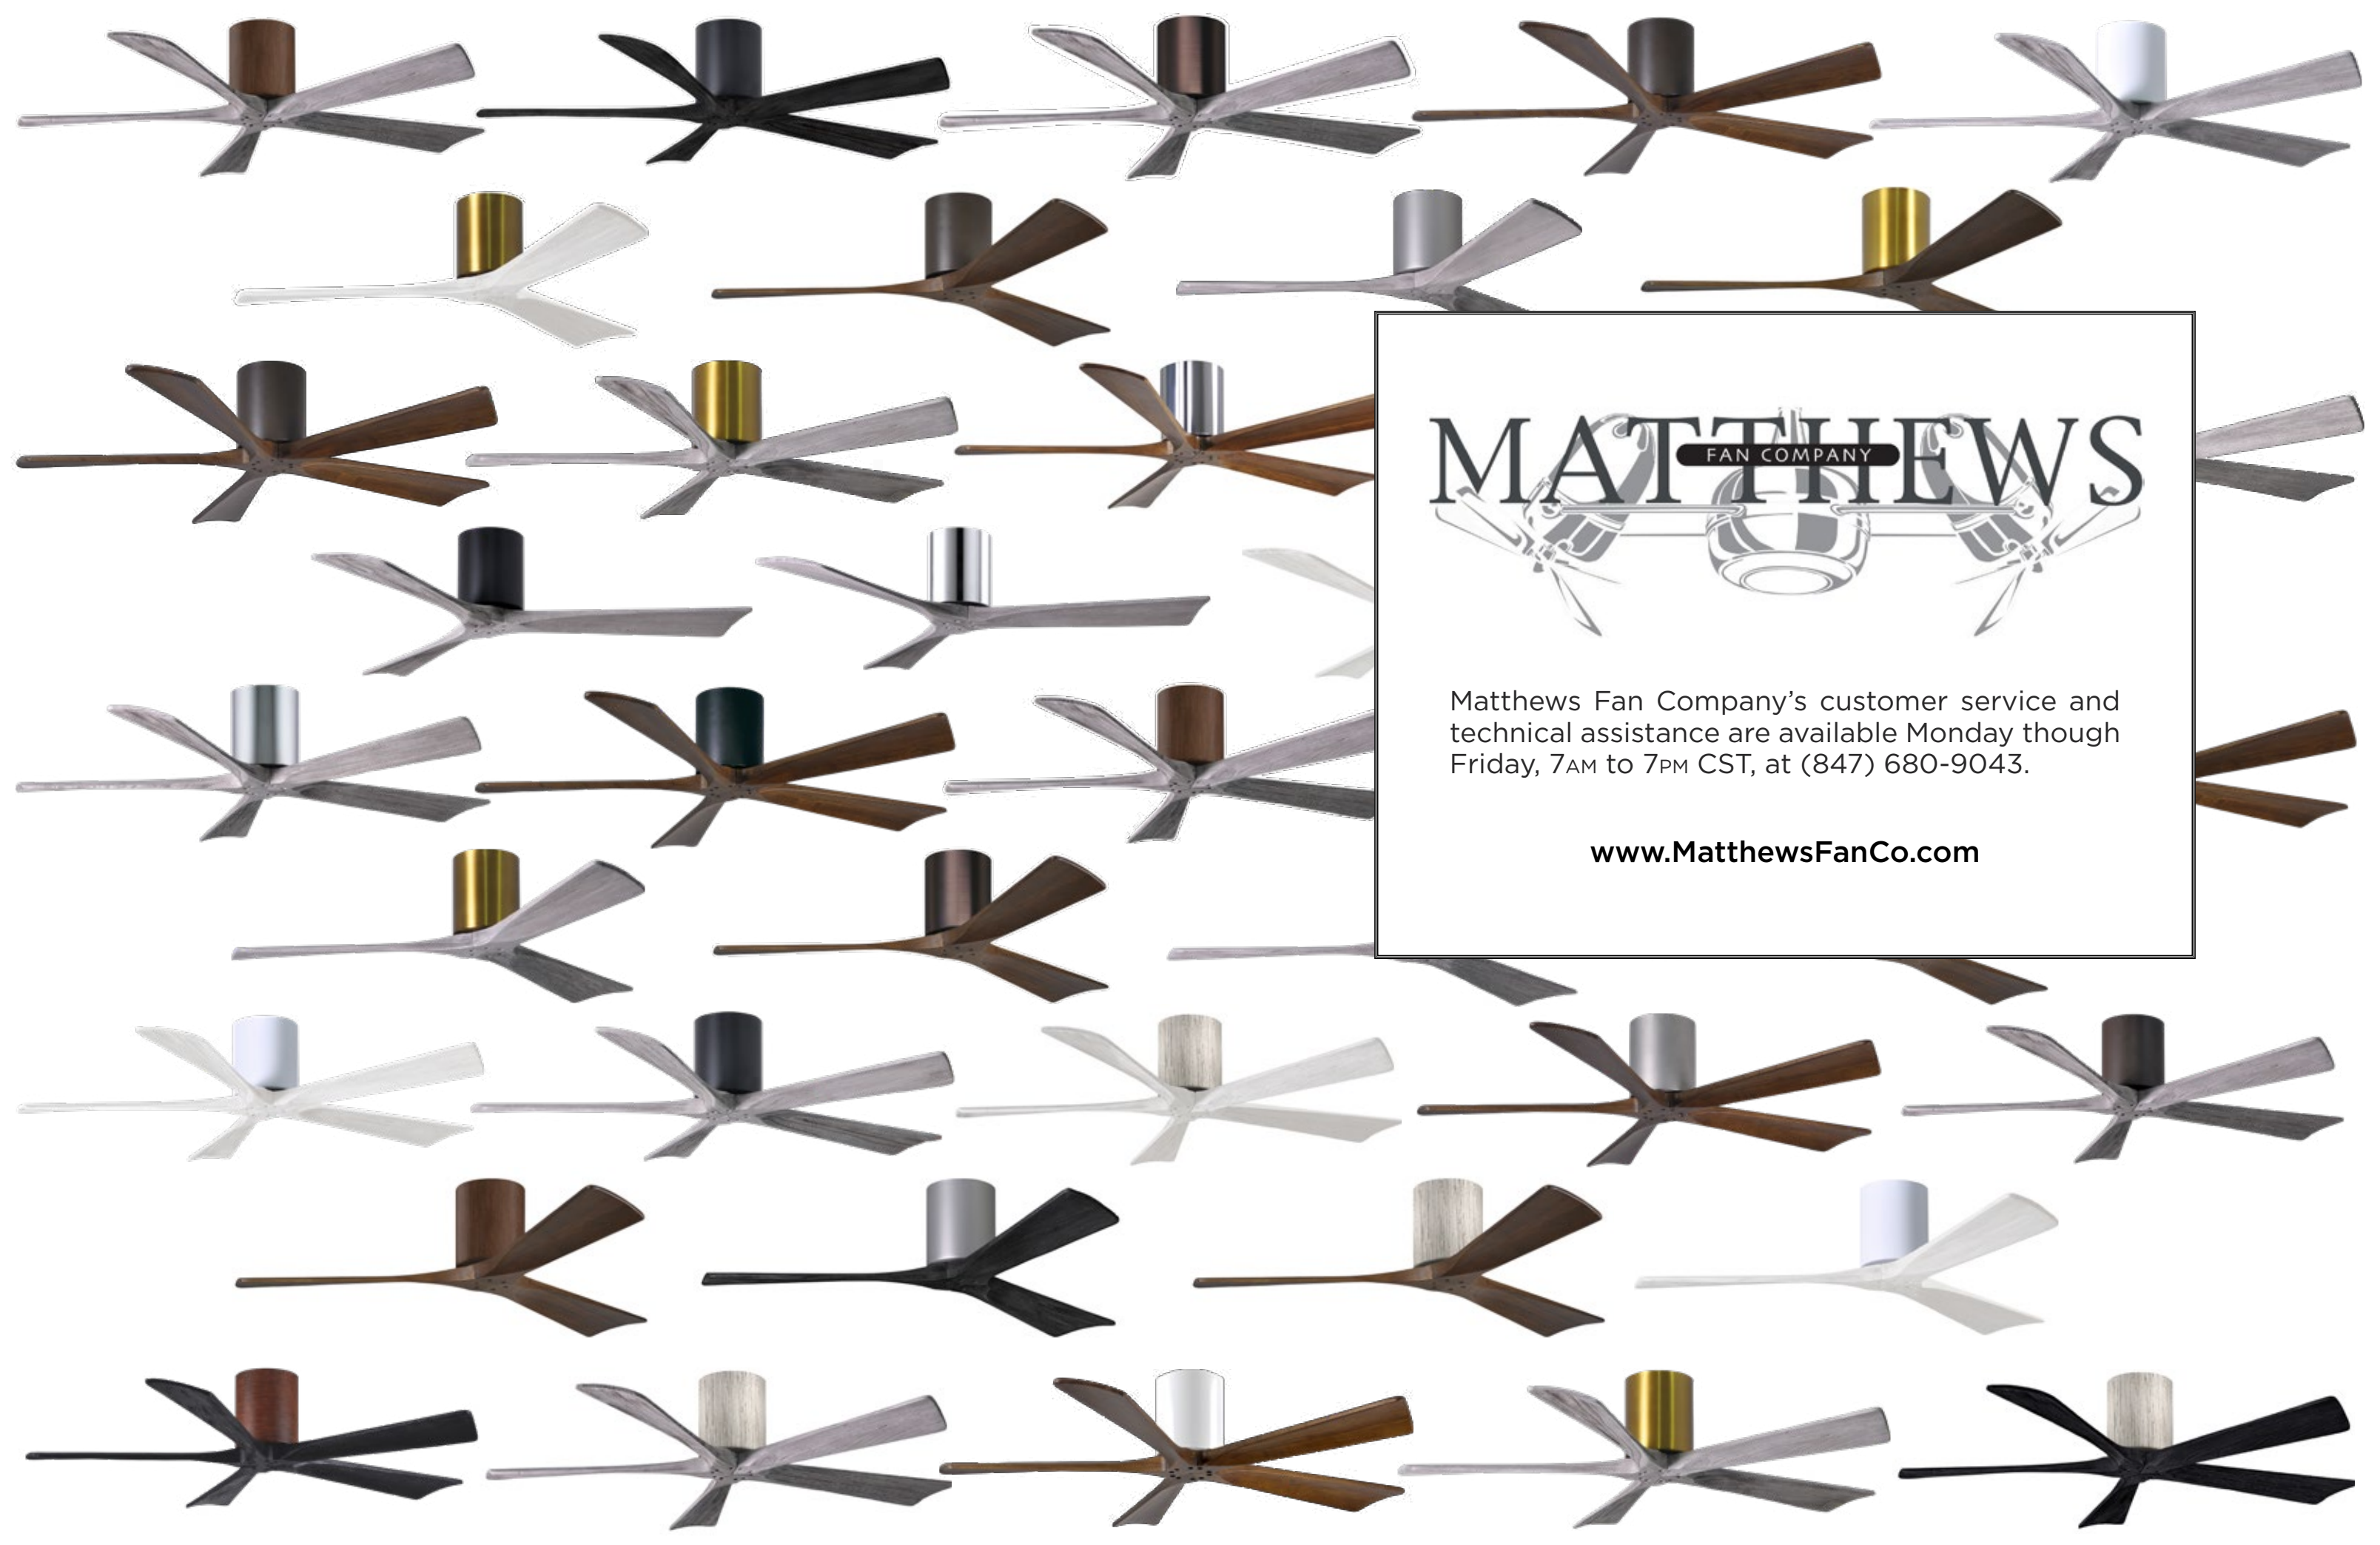 MATTHEWS
FAN COMPANY
Matthews Fan Company’s customer service and
technical assistance are available Monday though
Friday, 7AM to 7PM CST, at (847) 680-9043.
www.MatthewsFanCo.com